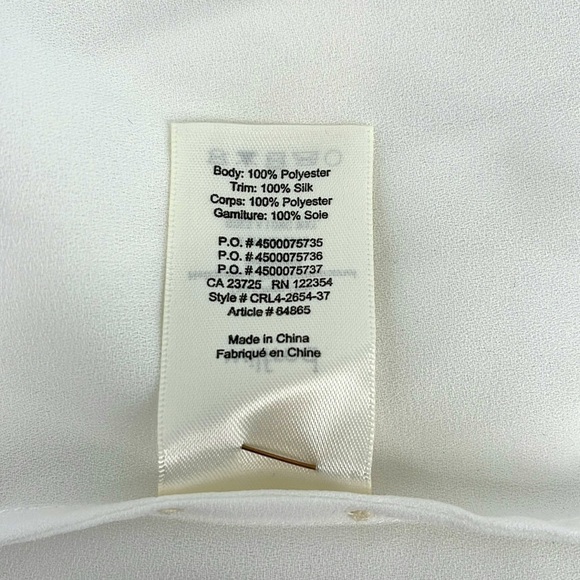 Body: 100% Polyester
Trim: 100% Silk
Corps: 100% Polyester
Garniture: 100% Soie
P.O. # 4500075735
P.O. # 4500075736
P.O. # 4500075737
CA 23725 RN 122354
Style # CRL4-2654-37
Article # 64865
Made in China
Fabriqué en Chine